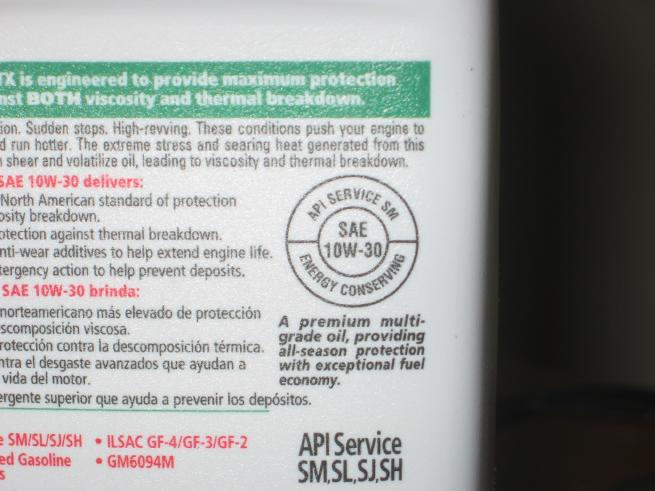 TX is engineered to provide maximum protection
nst BOTH viscosity and thermal breakdown.
ion. Sudden stops. High-revving. These conditions push your engine to
d run hotter. The extreme stress and searing heat generated from this
n shear and volatilize oil, leading to viscosity and thermal breakdown.
SAE 10W-30 delivers:
North American standard of protection
osity breakdown.
otection against thermal breakdown.
nti-wear additives to help extend engine life.
tergency action to help prevent deposits.
SAE 10W-30 brinda:
norteamericano más elevado de protección
scomposición viscosa.
rotección contra la descomposición térmica.
ntra el desgaste avanzados que ayudan a
vida del motor.
ergente superior que ayuda a prevenir los depósitos.
API SERVICE SM
SAE
10W-30
ENERGY CONSERVING
A premium multi-
grade oil, providing
all-season protection
with exceptional fuel
economy.
e SM/SL/SJ/SH • ILSAC GF-4/GF-3/GF-2
ed Gasoline • GM6094M
s
API Service
SM,SL,SJ,SH